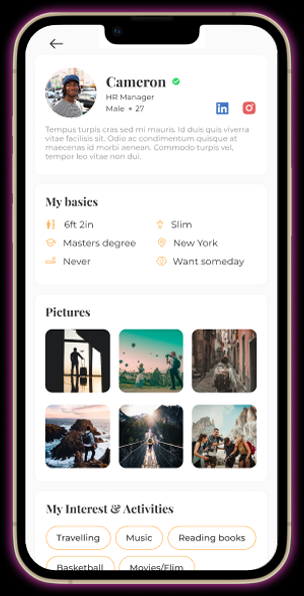 Cameron
HR Manager
Male • 27
Tempus turpis cras sed mi mauris. Id duis quis viverra
vitae facilisis sit. Odio ac condimentum quisque at
maecenas id morbi aenean. Commodo turpis vel,
tempor leo vitae non dui.
My basics
6ft 2in Slim
Masters degree New York
Never Want someday
Pictures
My Interest & Activities
Travelling Music Reading books
Basketball Movies/Flim